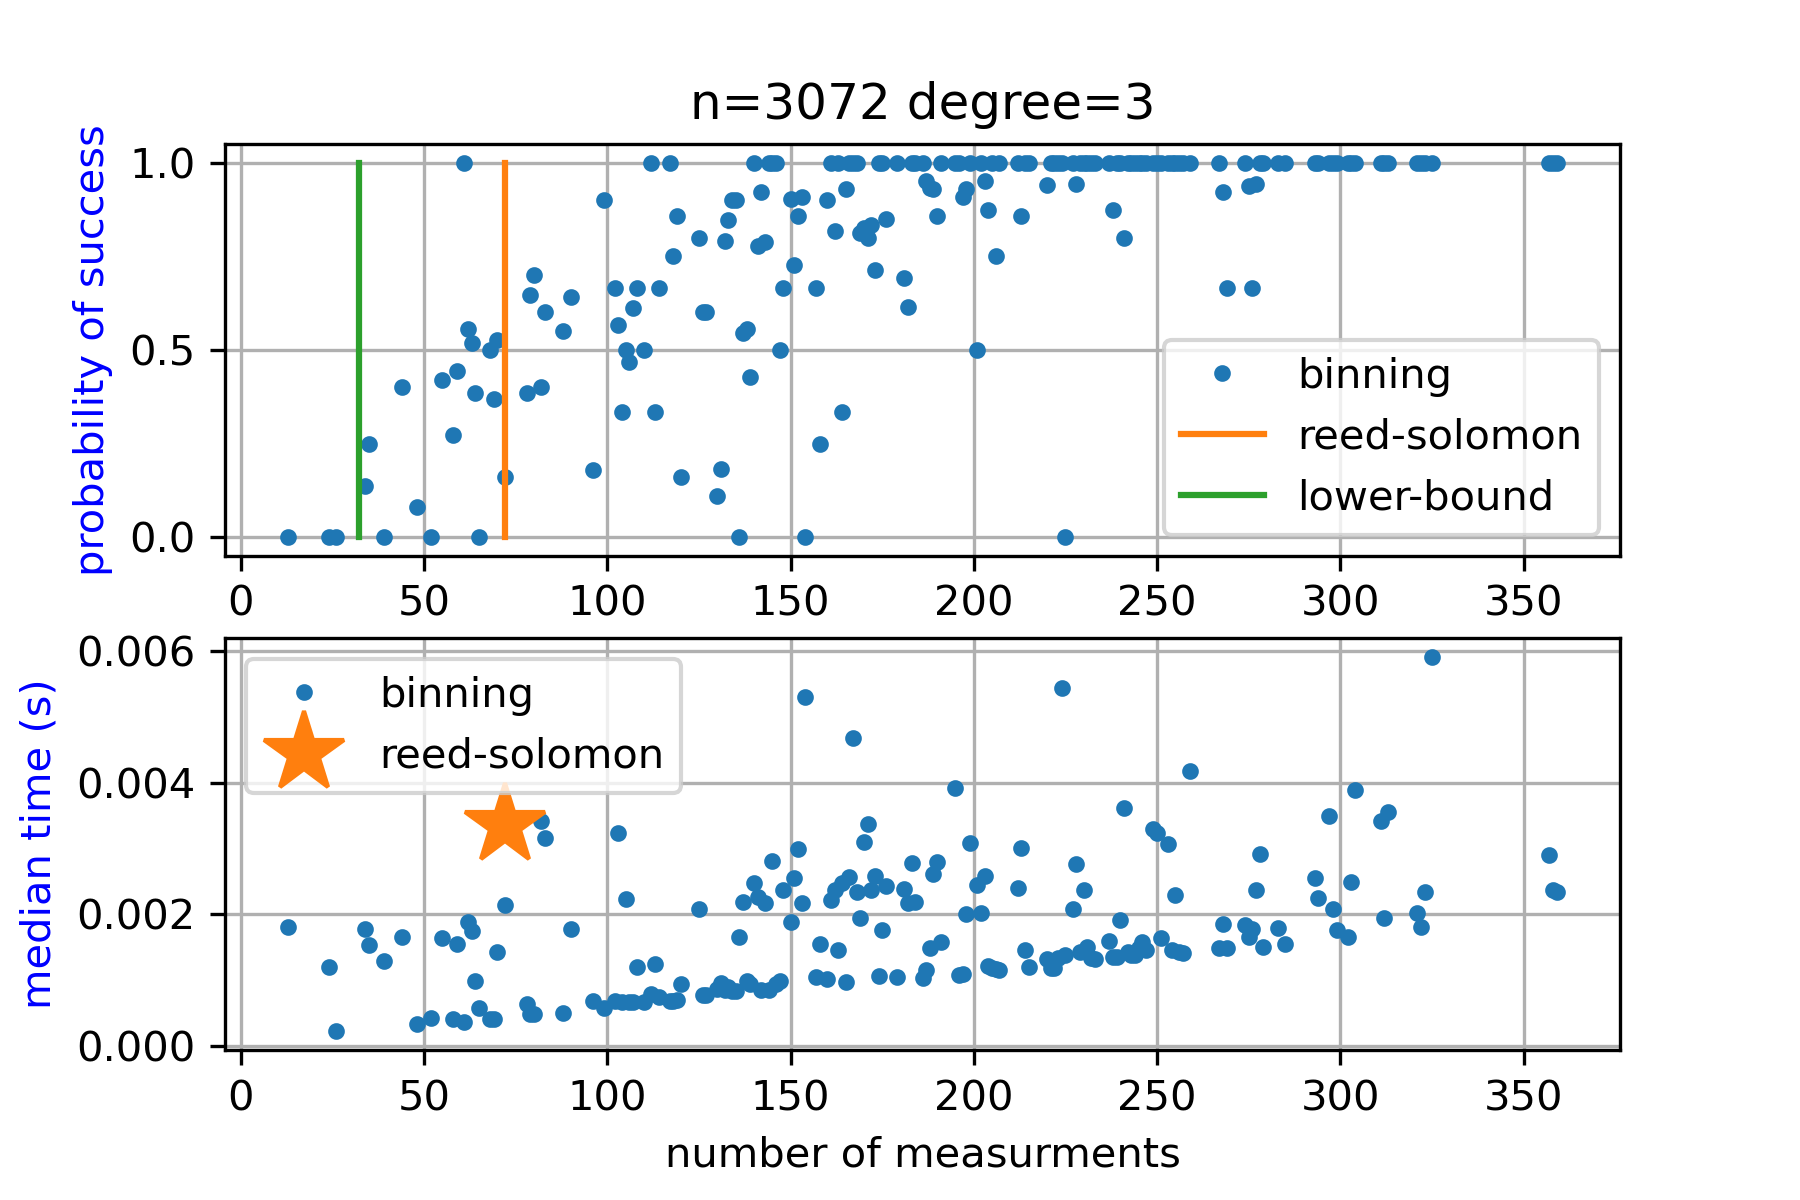 n=3072 degree=3
probability of success
1.0
0.5
0.0
binning
reed-solomon
lower-bound
0 50 100 150 200 250 300 350
median time (s)
0.006
0.004
0.002
0.000
binning
reed-solomon
0 50 100 150 200 250 300 350
number of measurments